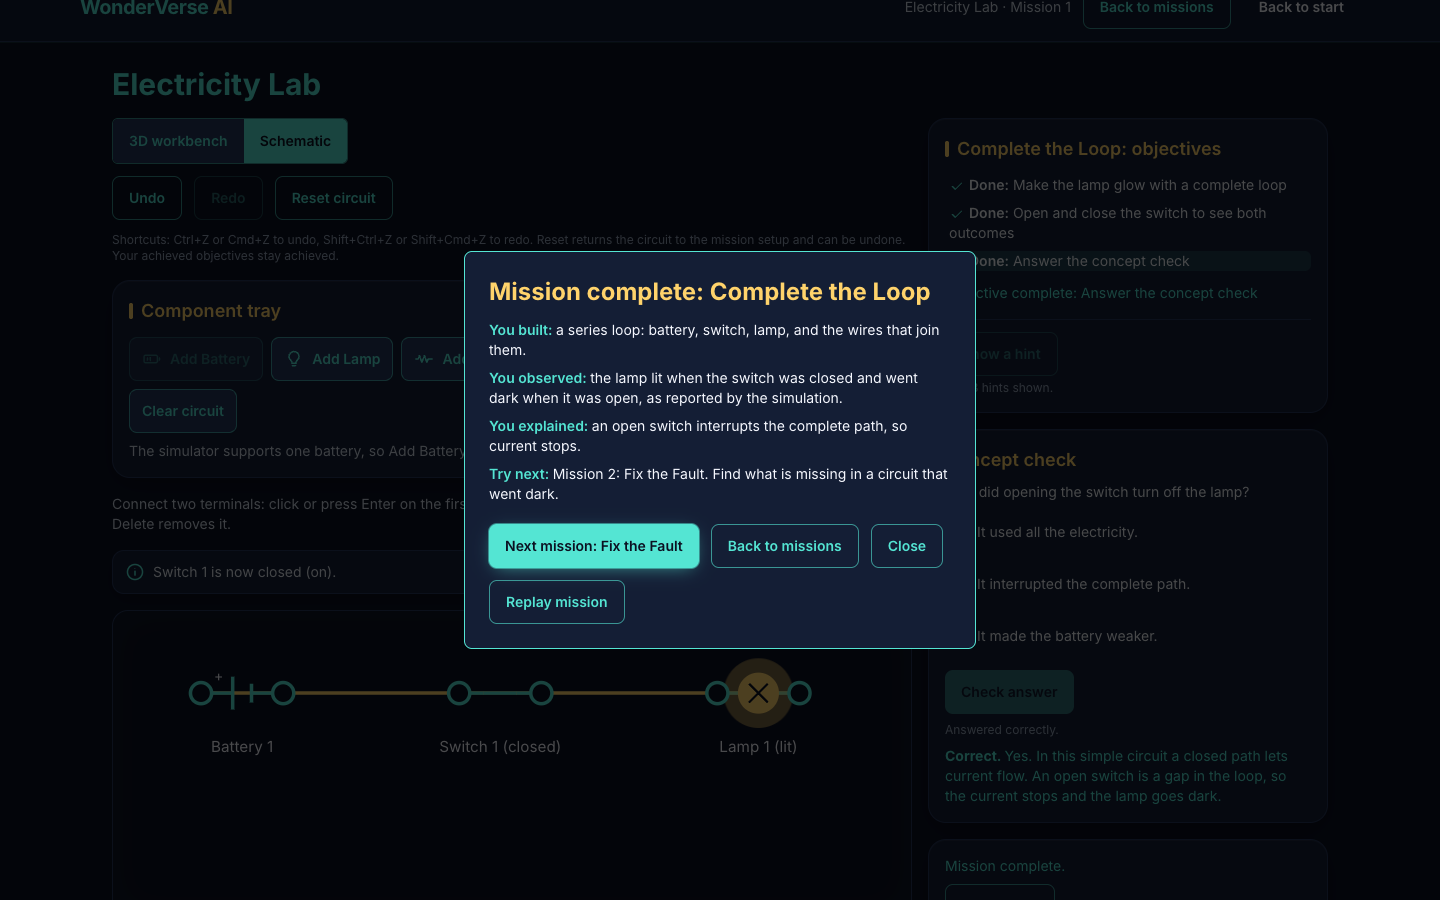 WonderVerse AI
Electricity Lab · Mission 1
Back to missions
Back to start
Electricity Lab
3D workbench
Schematic
Undo
Redo
Reset circuit
Shortcuts: Ctrl+Z or Cmd+Z to undo, Shift+Ctrl+Z or Shift+Cmd+Z to redo. Reset returns the circuit to the mission setup and can be undone.
Your achieved objectives stay achieved.
Component tray
Add Battery
Add Lamp
Clear circuit
The simulator supports one battery, so Add Battery
Connect two terminals: click or press Enter on the
Delete removes it.
Switch 1 is now closed (on).
+
Battery 1
Switch 1 (closed)
Lamp 1 (lit)
Mission complete: Complete the Loop
You built: a series loop: battery, switch, lamp, and the wires that join
them.
You observed: the lamp lit when the switch was closed and went
dark when it was open, as reported by the simulation.
You explained: an open switch interrupts the complete path, so
current stops.
Try next: Mission 2: Fix the Fault. Find what is missing in a circuit that
went dark.
Next mission: Fix the Fault
Back to missions
Close
Replay mission
Complete the Loop: objectives
Done: Make the lamp glow with a complete loop
Done: Open and close the switch to see both
outcomes
Answer the concept check
complete: Answer the concept check
a hint
hints shown.
check
did opening the switch turn off the lamp?
It used all the electricity.
It interrupted the complete path.
It made the battery weaker.
Check answer
Answered correctly.
Correct. Yes. In this simple circuit a closed path lets
current flow. An open switch is a gap in the loop, so
the current stops and the lamp goes dark.
Mission complete.